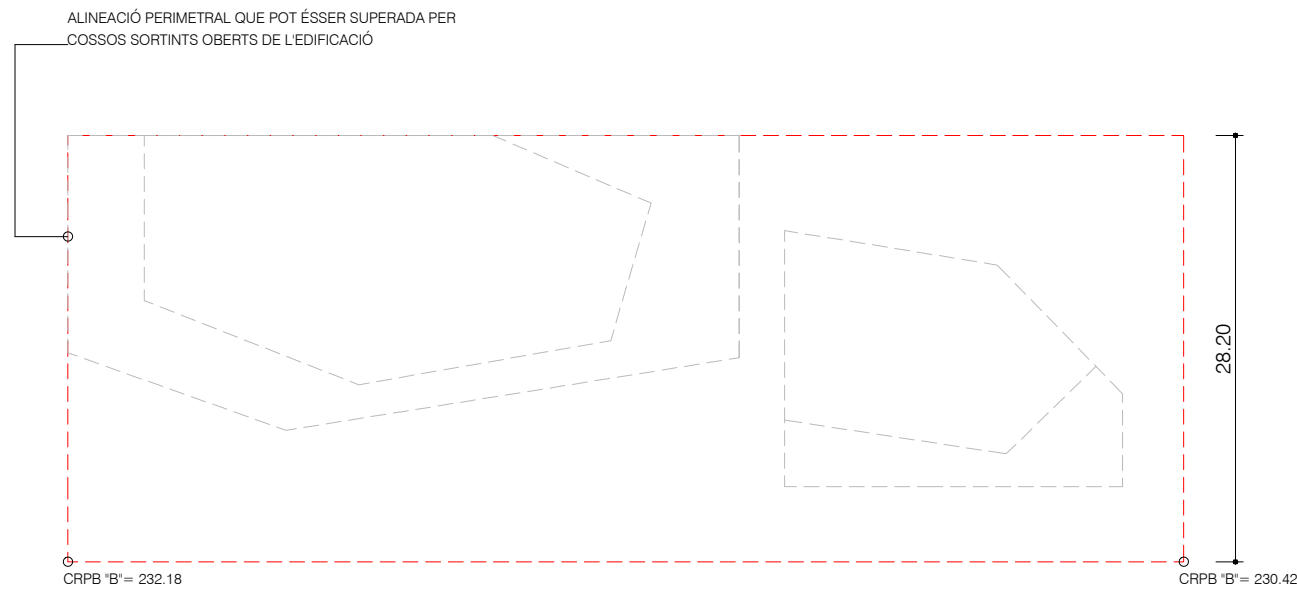 ALINEACIÓ PERIMETRAL QUE POT ÉSSER SUPERADA PER
COSSOS SORTINTS OBERTS DE L'EDIFICACIÓ
28.20
CRPB "B"= 232.18
CRPB "B"= 230.42